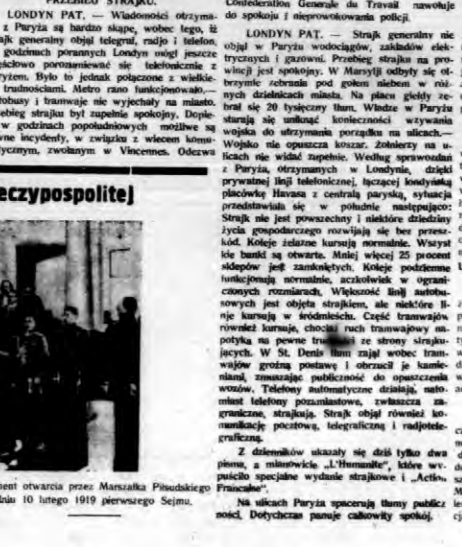 PRZEBIEG STRAJKU.
LONDYN PAT. — Wiadomości otrzyma-
z Paryża są bardzo skąpe, wobec tego, iż
ajk generalny objął telegraf, radjo i telefon.
godzinach porannych Londyn mógł jeszcze
ęściowo porozumiewać się telefonicznie z
ryżem. Było to jednak połączone z wielkie-
trudnościami. Metro rano funkcjonowało,—
tobusy i tramwaje nie wyjechały na miasto.
ebieg strajku był zupełnie spokojny. Dopie-
w godzinach popołudniowych możliwe są
wne incydenty, w związku z wiecem komu-
ycznym, zwołanym w Vincennes. Odezwa
eczypospolitej
ent otwarcia przez Marszałka Piłsudskiego
dniu 10 lutego 1919 pierwszego Sejmu.
Confederation Generale du Travail nawołuje
do spokoju i nieprowokowania policji.
LONDYN PAT. — Strajk generalny nie
objął w Paryżu wodociągów, zakładów elek-
trycznych i gazowni. Przebieg strajku na pro-
wincji jest spokojny. W Marsylji odbyły się ol-
brzymie zebrania pod gołem niebem w róż-
nych dzielnicach miasta. Na placu giełdy ze-
brał się 20 tysięczny tłum. Władze w Paryżu
starają się uniknąć konieczności wzywania
wojska do utrzymania porządku na ulicach.—
Wojsko nie opuszcza koszar. Żołnierzy na u-
licach nie widać zupełnie. Według sprawozdań
z Paryża, otrzymanych w Londynie, dzięki
prywatnej linji telefonicznej, łączącej londyńską
placówkę Havasa z centralą paryską, sytuacja
przedstawiała się w południe następująco:
Strajk nie jest powszechny i niektóre dziedziny
życia gospodarczego rozwijają się bez przesz-
kód. Koleje żelazne kursują normalnie. Wszyst
kie banki są otwarte. Mniej więcej 25 procent
sklepów jest zamkniętych. Koleje podziemne
funkcjonują normalnie, aczkolwiek w ograni-
czonych rozmiarach. Większość linij autobu-
sowych jest objęta strajkiem, ale niektóre li-
nje kursują w śródmieściu. Część tramwajów
również kursuje, chociaż ruch tramwajowy na-
potyka na pewne ze strony strajku-
jących. W St. Denis tłum zajął wobec tram-
wajów groźną postawę i obrzucił je kamie-
niami, zmuszając publiczność do opuszczenia
wozów. Telefony automatyczne działają, nato-
miast telefony pozamiastowe, zwłaszcza za-
graniczne, strajkują. Strajk objął również ko-
munikację pocztową, telegraficzną i radjotele-
graficzną.
Z dzienników ukazały się dziś tylko dwa
pisma, a mianowicie „L'Humanite", które wy-
puściło specjalne wydanie strajkowe i „Action
Francaise".
Na ulicach Paryża spacerują tłumy publicz
ności. Dotychczas panuje całkowity spokój.